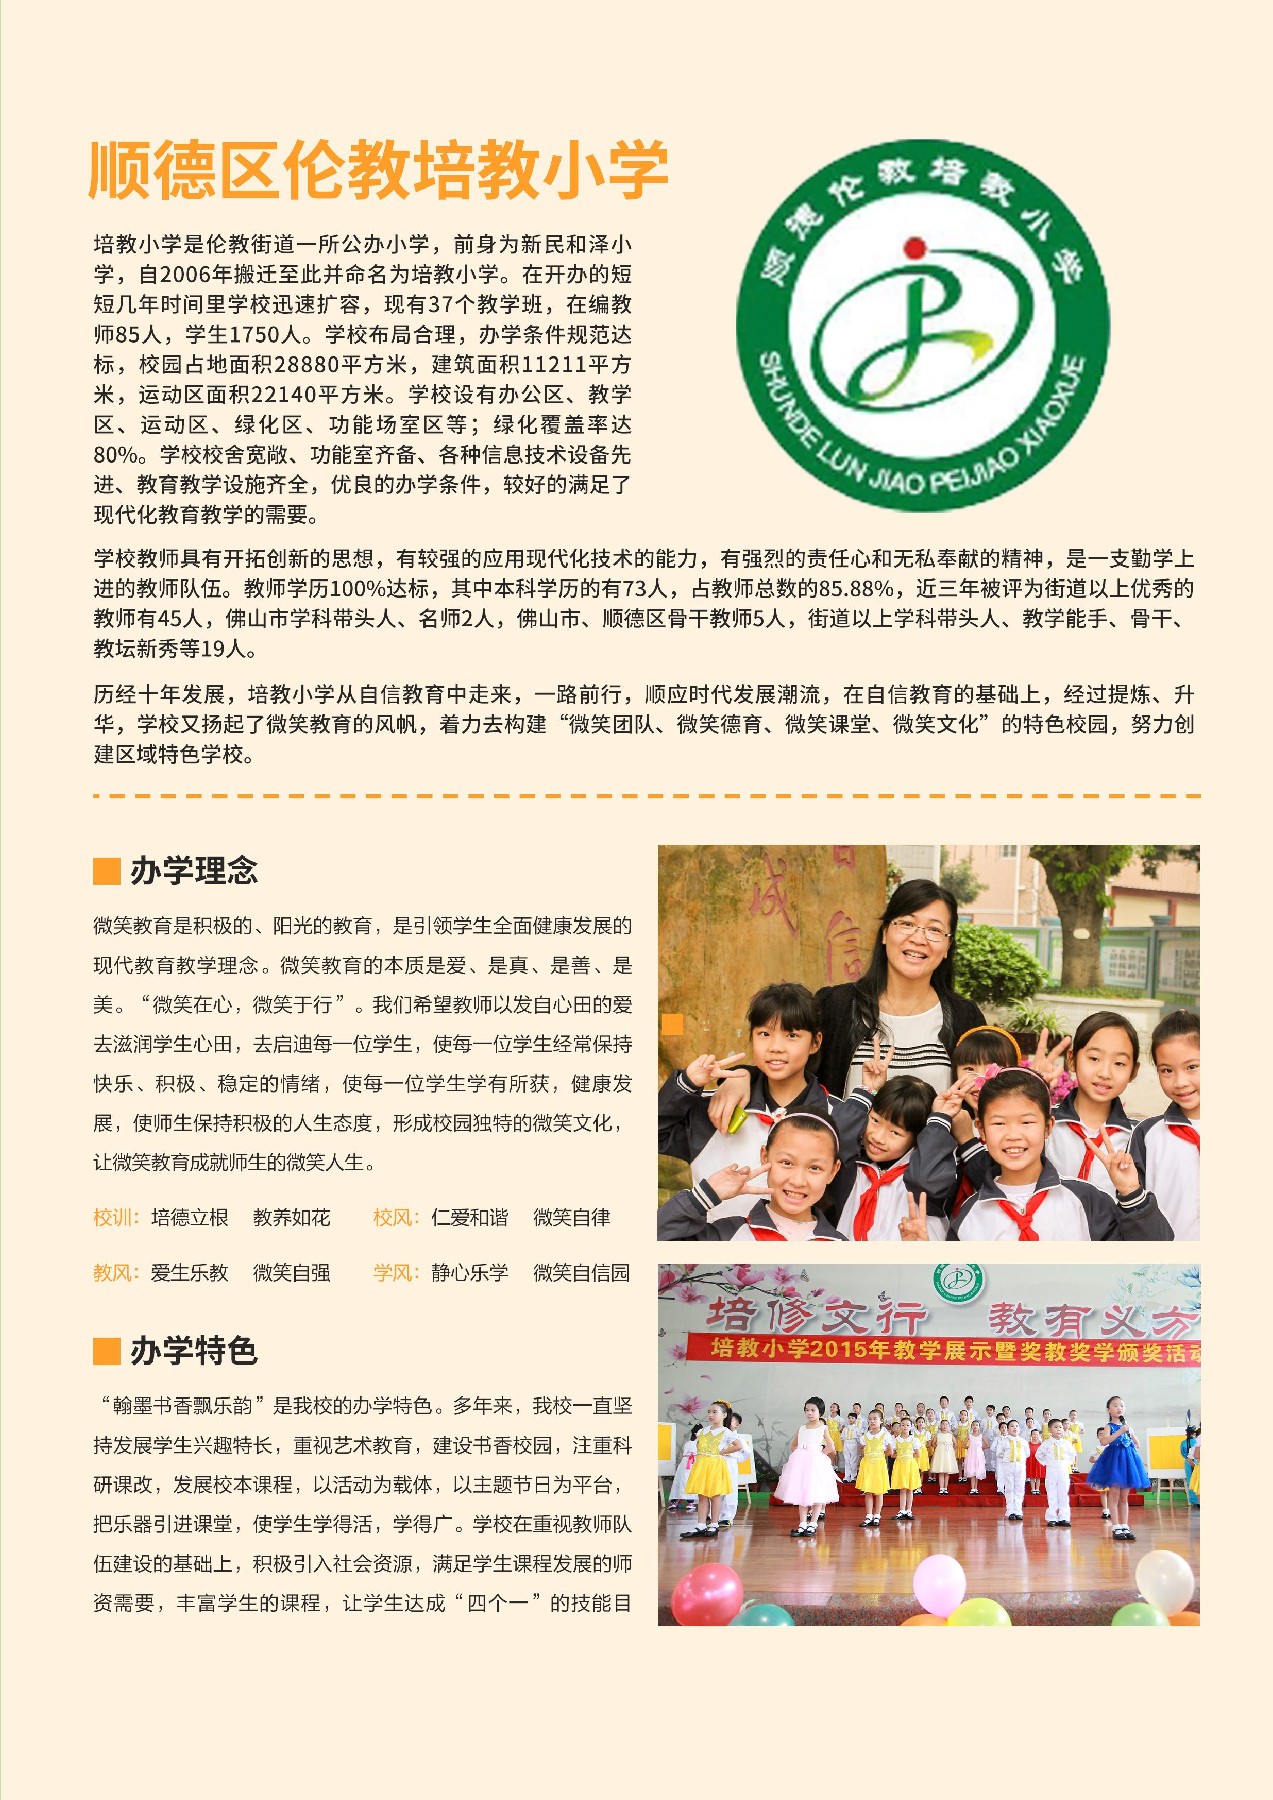 顺德区伦教培教小学
顺德伦教培教小学
SHUNDE LUN JIAO PEIJIAO XIAOXUE
培教小学是伦教街道一所公办小学，前身为新民和泽小
学，自2006年搬迁至此并命名为培教小学。在开办的短
短几年时间里学校迅速扩容，现有37个教学班，在编教
师85人，学生1750人。学校布局合理，办学条件规范达
标，校园占地面积28880平方米，建筑面积11211平方
米，运动区面积22140平方米。学校设有办公区、教学
区、运动区、绿化区、功能场室区等；绿化覆盖率达
80%。学校校舍宽敞、功能室齐备、各种信息技术设备先
进、教育教学设施齐全，优良的办学条件，较好的满足了
现代化教育教学的需要。
学校教师具有开拓创新的思想，有较强的应用现代化技术的能力，有强烈的责任心和无私奉献的精神，是一支勤学上
进的教师队伍。教师学历100%达标，其中本科学历的有73人，占教师总数的85.88%，近三年被评为街道以上优秀的
教师有45人，佛山市学科带头人、名师2人，佛山市、顺德区骨干教师5人，街道以上学科带头人、教学能手、骨干、
教坛新秀等19人。
历经十年发展，培教小学从自信教育中走来，一路前行，顺应时代发展潮流，在自信教育的基础上，经过提炼、升
华，学校又扬起了微笑教育的风帆，着力去构建“微笑团队、微笑德育、微笑课堂、微笑文化”的特色校园，努力创
建区域特色学校。
办学理念
微笑教育是积极的、阳光的教育，是引领学生全面健康发展的
现代教育教学理念。微笑教育的本质是爱、是真、是善、是
美。“微笑在心，微笑于行”。我们希望教师以发自心田的爱
去滋润学生心田，去启迪每一位学生，使每一位学生经常保持
快乐、积极、稳定的情绪，使每一位学生学有所获，健康发
展，使师生保持积极的人生态度，形成校园独特的微笑文化，
让微笑教育成就师生的微笑人生。
校训：培德立根 教养如花 校风：仁爱和谐 微笑自律
教风：爱生乐教 微笑自强 学风：静心乐学 微笑自信园
办学特色
“翰墨书香飘乐韵”是我校的办学特色。多年来，我校一直坚
持发展学生兴趣特长，重视艺术教育，建设书香校园，注重科
研课改，发展校本课程，以活动为载体，以主题节日为平台，
把乐器引进课堂，使学生学得活，学得广。学校在重视教师队
伍建设的基础上，积极引入社会资源，满足学生课程发展的师
资需要，丰富学生的课程，让学生达成“四个一”的技能目
诚
信
培修文行 教有义方
培教小学2015年教学展示暨奖教奖学颁奖活动